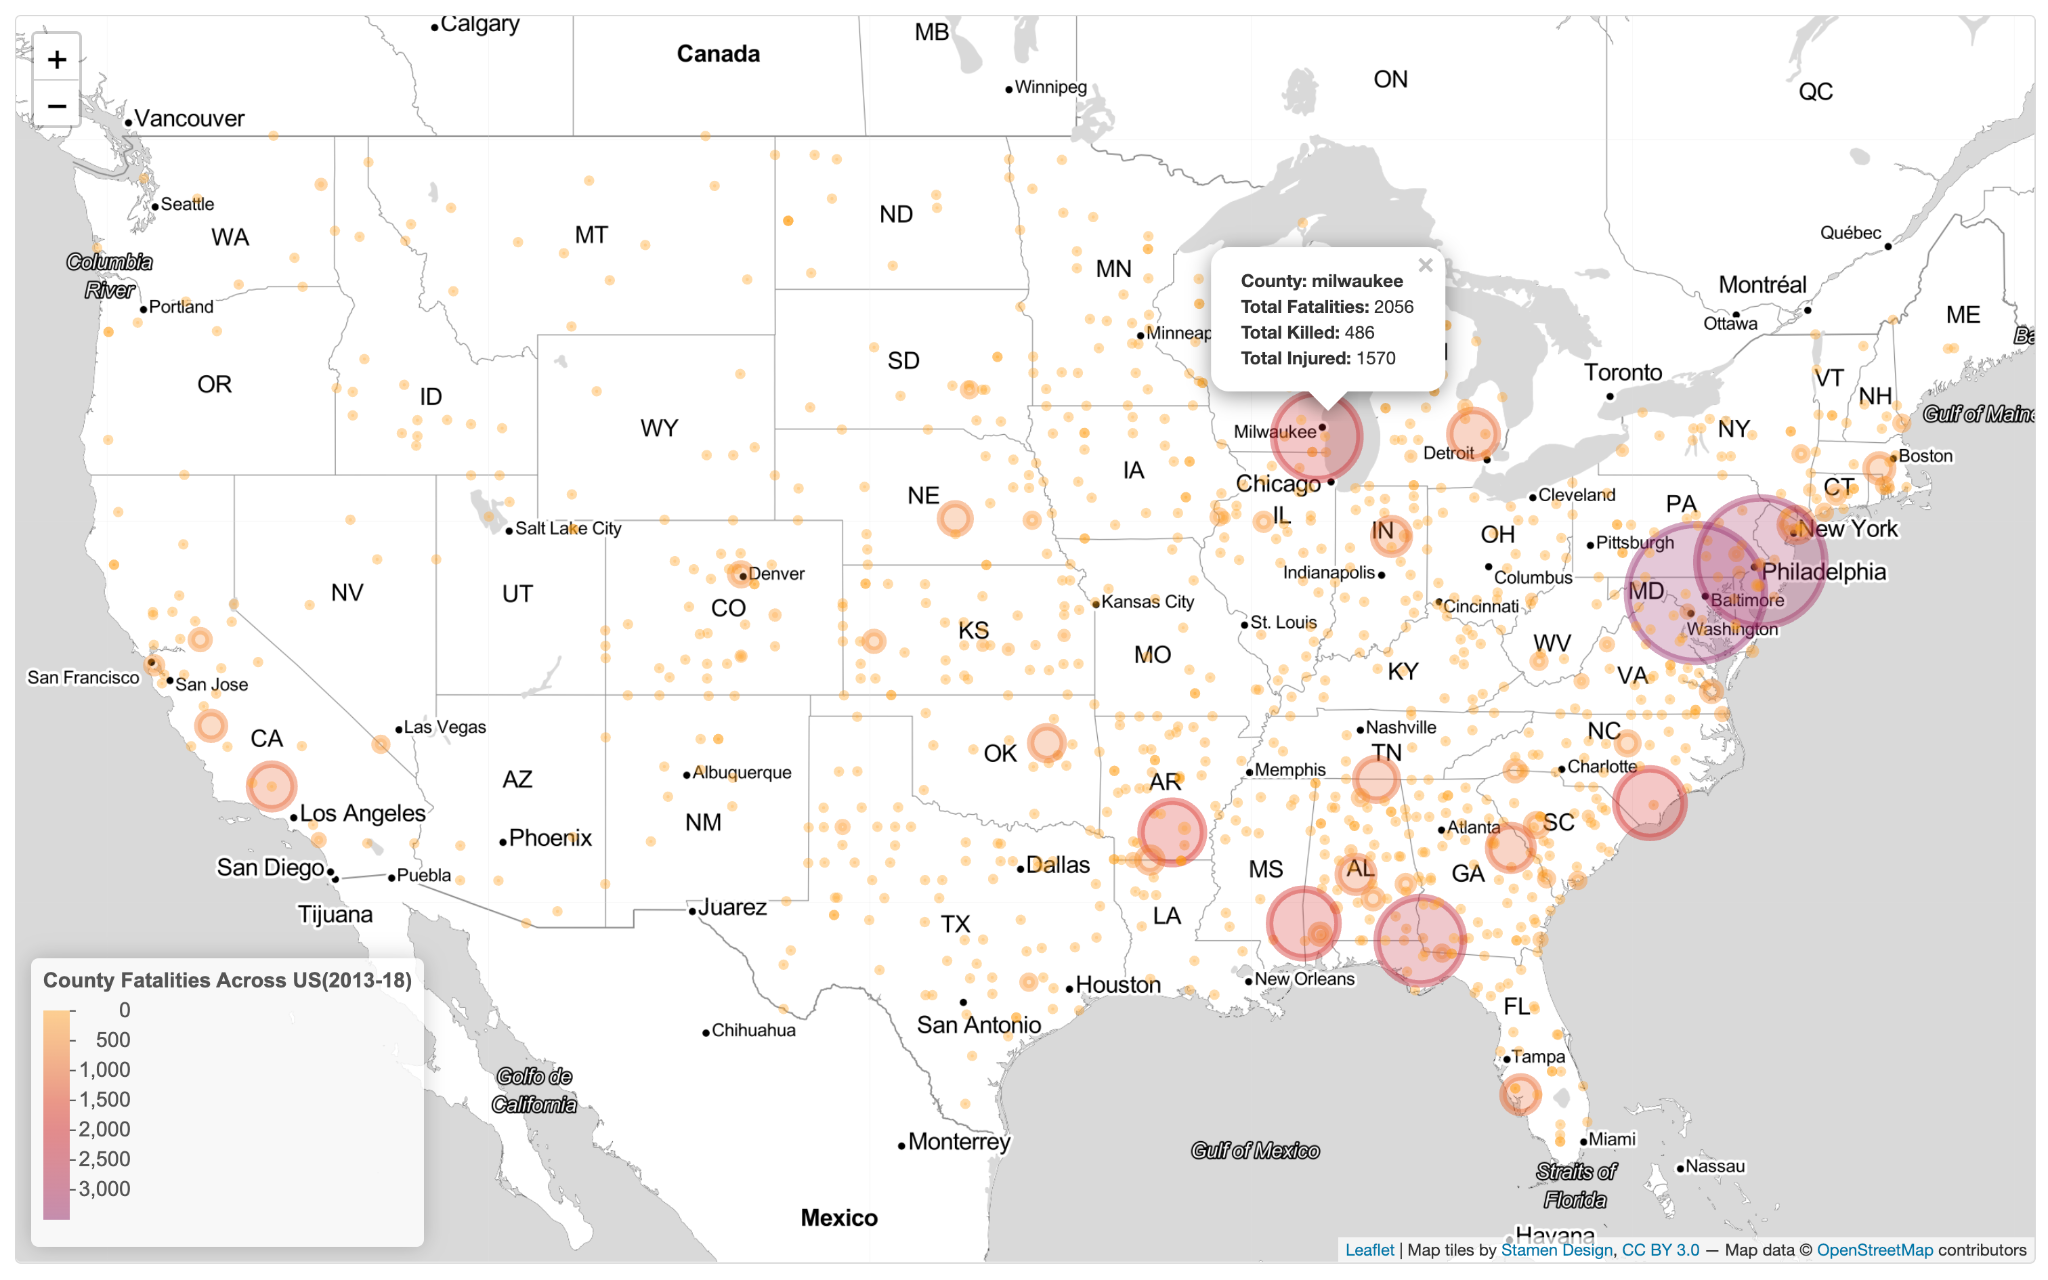 Calgary
Canada
MB
Winnipeg
ON
QC
+
−
Vancouver
Seattle
WA
Columbia
River
Portland
MT
ND
MN
Québec
Montréal
Ottawa
ME
Minneap
County: milwaukee
×
Total Fatalities: 2056
Total Killed: 486
Total Injured: 1570
OR
ID
WY
SD
Toronto
VT
NH
Gulf of Maine
NY
Milwaukee
Detroit
Boston
IA
NE
Chicago
IL
IN
Cleveland
CT
PA
OH
Pittsburgh
New York
Salt Lake City
NV
UT
Denver
CO
Kansas City
Indianapolis
Columbus
Philadelphia
MD
Baltimore
Cincinnati
KS
St. Louis
Washington
MO
WV
KY
VA
San Francisco
San Jose
Las Vegas
CA
AZ
Albuquerque
NM
OK
AR
Nashville
TN
Memphis
NC
Charlotte
Los Angeles
Phoenix
Atlanta
SC
San Diego
Puebla
Dallas
MS
AL
GA
Tijuana
Juarez
TX
LA
Houston
New Orleans
San Antonio
FL
Chihuahua
Tampa
Golfo de
California
Monterrey
Gulf of Mexico
Miami
Nassau
Straits of
Florida
Mexico
Havana
County Fatalities Across US(2013-18)
0
500
1,000
1,500
2,000
2,500
3,000
Leaflet | Map tiles by Stamen Design, CC BY 3.0 — Map data © OpenStreetMap contributors